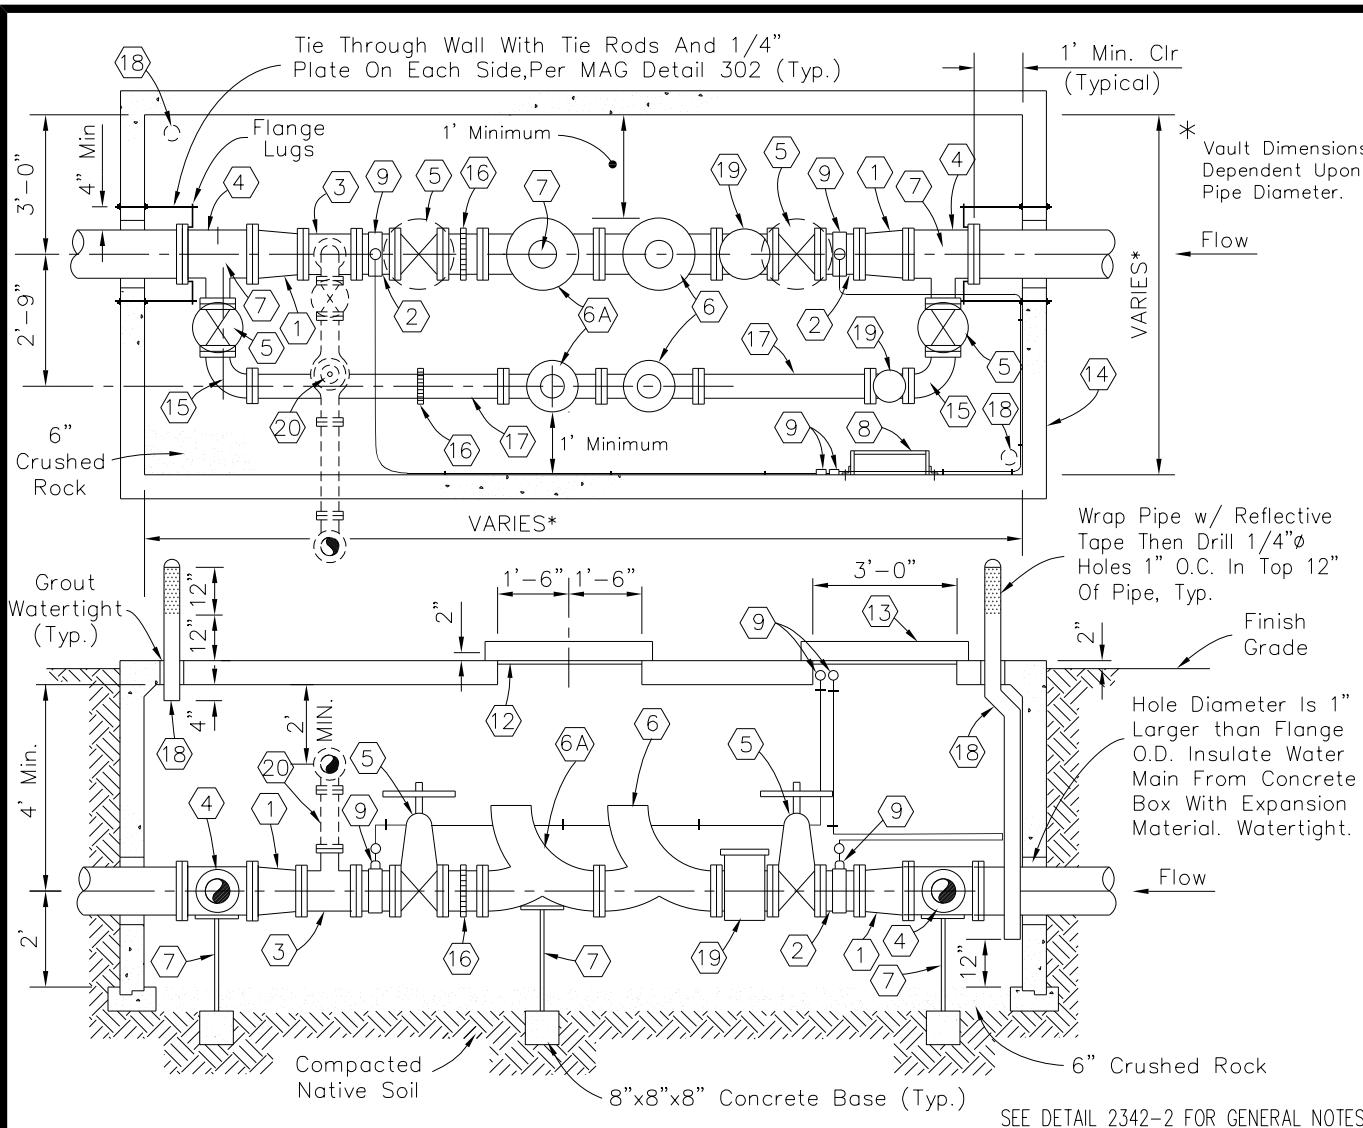 Tie Through Wall With Tie Rods And 1/4"
Plate On Each Side,Per MAG Detail 302 (Typ.)
1' Min. Clr
(Typical)
18
Flange
Lugs
1' Minimum
4" Min
3'-0"
2'-9"
*
Vault Dimensions
Dependent Upon
Pipe Diameter.
Flow
VARIES*
4
3
9
5
16
7
19
5
9
1
7
4
7
1
2
6A
6
2
5
5
15
20
16
17
17
19
15
18
14
9
8
1' Minimum
6"
Crushed
Rock
VARIES*
Wrap Pipe w/ Reflective
Tape Then Drill 1/4"ø
Holes 1" O.C. In Top 12"
Of Pipe, Typ.
Grout
Watertight
(Typ.)
12"
12"
4"
1'-6"
1'-6"
2"
3'-0"
9
13
2"
Finish
Grade
12
18
2'
MIN.
20
5
6A
6
5
18
Hole Diameter Is 1"
Larger than Flange
O.D. Insulate Water
Main From Concrete
Box With Expansion
Material. Watertight.
4' Min.
2'
4
1
9
9
Flow
7
3
16
7
19
2
1
4
7
12"
Compacted
Native Soil
8"x8"x8" Concrete Base (Typ.)
6" Crushed Rock
SEE DETAIL 2342-2 FOR GENERAL NOTES